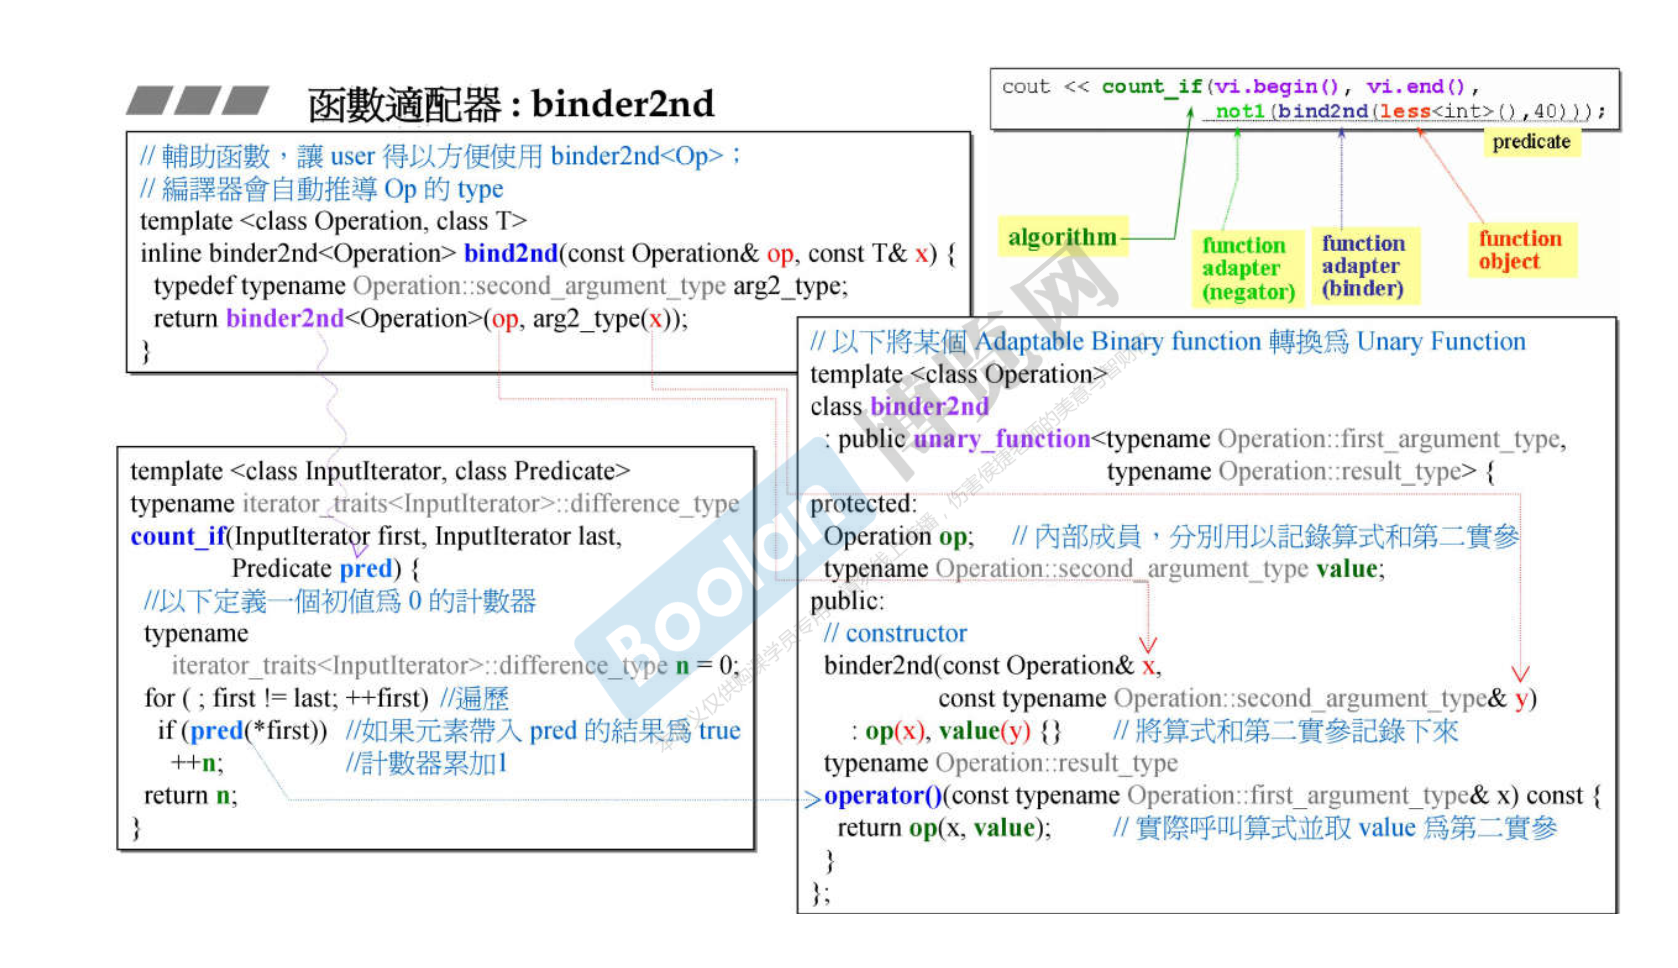 函數適配器 : binder2nd
cout << count_if(vi.begin(), vi.end(),
not1(bind2nd(less<int>(),40)));
predicate
algorithm
function
adapter
(negator)
function
adapter
(binder)
function
object
// 輔助函數，讓 user 得以方便使用 binder2nd<Op>；
// 編譯器會自動推導 Op 的 type
template <class Operation, class T>
inline binder2nd<Operation> bind2nd(const Operation& op, const T& x) {
typedef typename Operation::second_argument_type arg2_type;
return binder2nd<Operation>(op, arg2_type(x));
}
template <class InputIterator, class Predicate>
typename iterator_traits<InputIterator>::difference_type
count_if(InputIterator first, InputIterator last,
Predicate pred) {
//以下定義一個初值為 0 的計數器
typename
iterator_traits<InputIterator>::difference_type n = 0;
for ( ; first != last; ++first) //遍歷
if (pred(*first)) //如果元素帶入 pred 的結果為 true
++n; //計數器累加1
return n;
}
// 以下將某個 Adaptable Binary function 轉換為 Unary Function
template <class Operation>
class binder2nd
: public unary_function<typename Operation::first_argument_type,
typename Operation::result_type> {
protected:
Operation op; // 內部成員，分別用以記錄算式和第二實參
typename Operation::second_argument_type value;
public:
// constructor
binder2nd(const Operation& x,
const typename Operation::second_argument_type& y)
: op(x), value(y) {} // 將算式和第二實參記錄下來
typename Operation::result_type
operator()(const typename Operation::first_argument_type& x) const {
return op(x, value); // 實際呼叫算式並取 value 為第二實參
}
};
Boolan 博览网